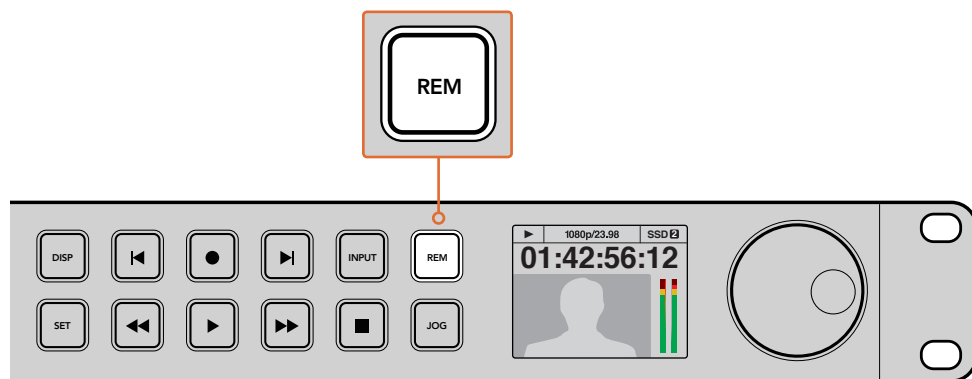 REM
1080p/23.98 SSD 2
01:42:56:12
DISP INPUT REM
SET JOG